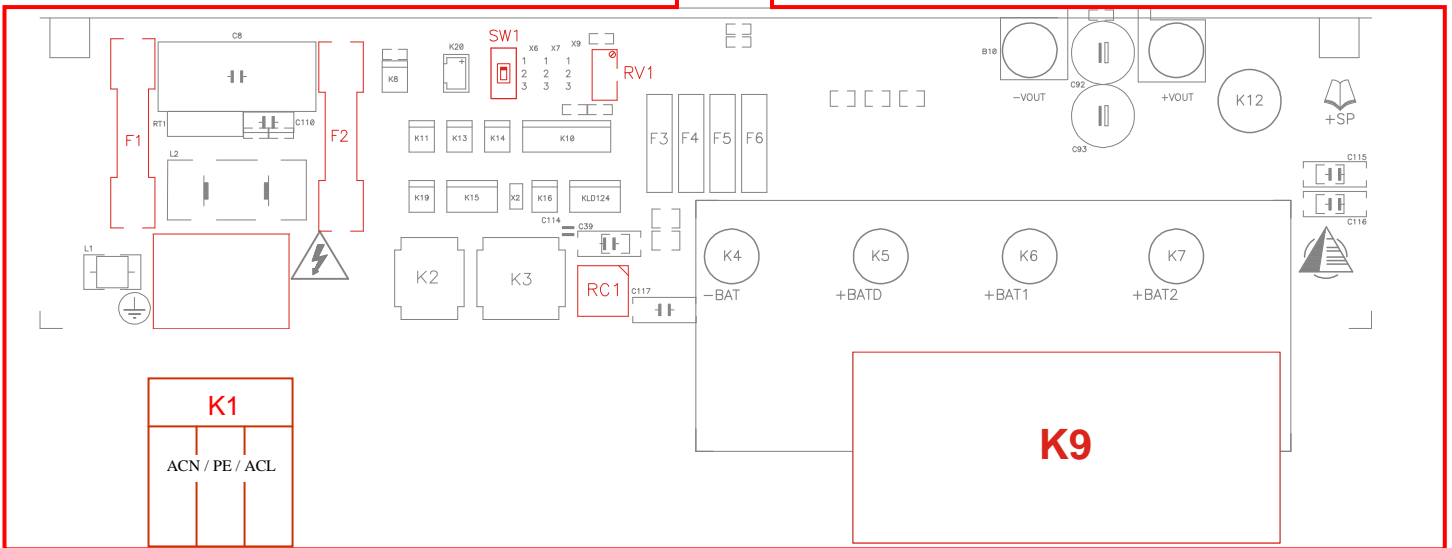 C8
SW1
K20
X6 X7 X9
1 1 1
2 2 2
3 3 3
RV1
K8
B10
C92
-VOUT
+VOUT
K12
+SP
F1
RT1
C110
F2
K11
K13
K14
K10
F3
F4
F5
F6
C93
L2
K19
K15
X2
K16
KLD124
C115
C116
C114
C39
L1
K2
K3
RC1
C117
K4
-BAT
K5
+BATD
K6
+BAT1
K7
+BAT2
K1
ACN / PE / ACL
K9